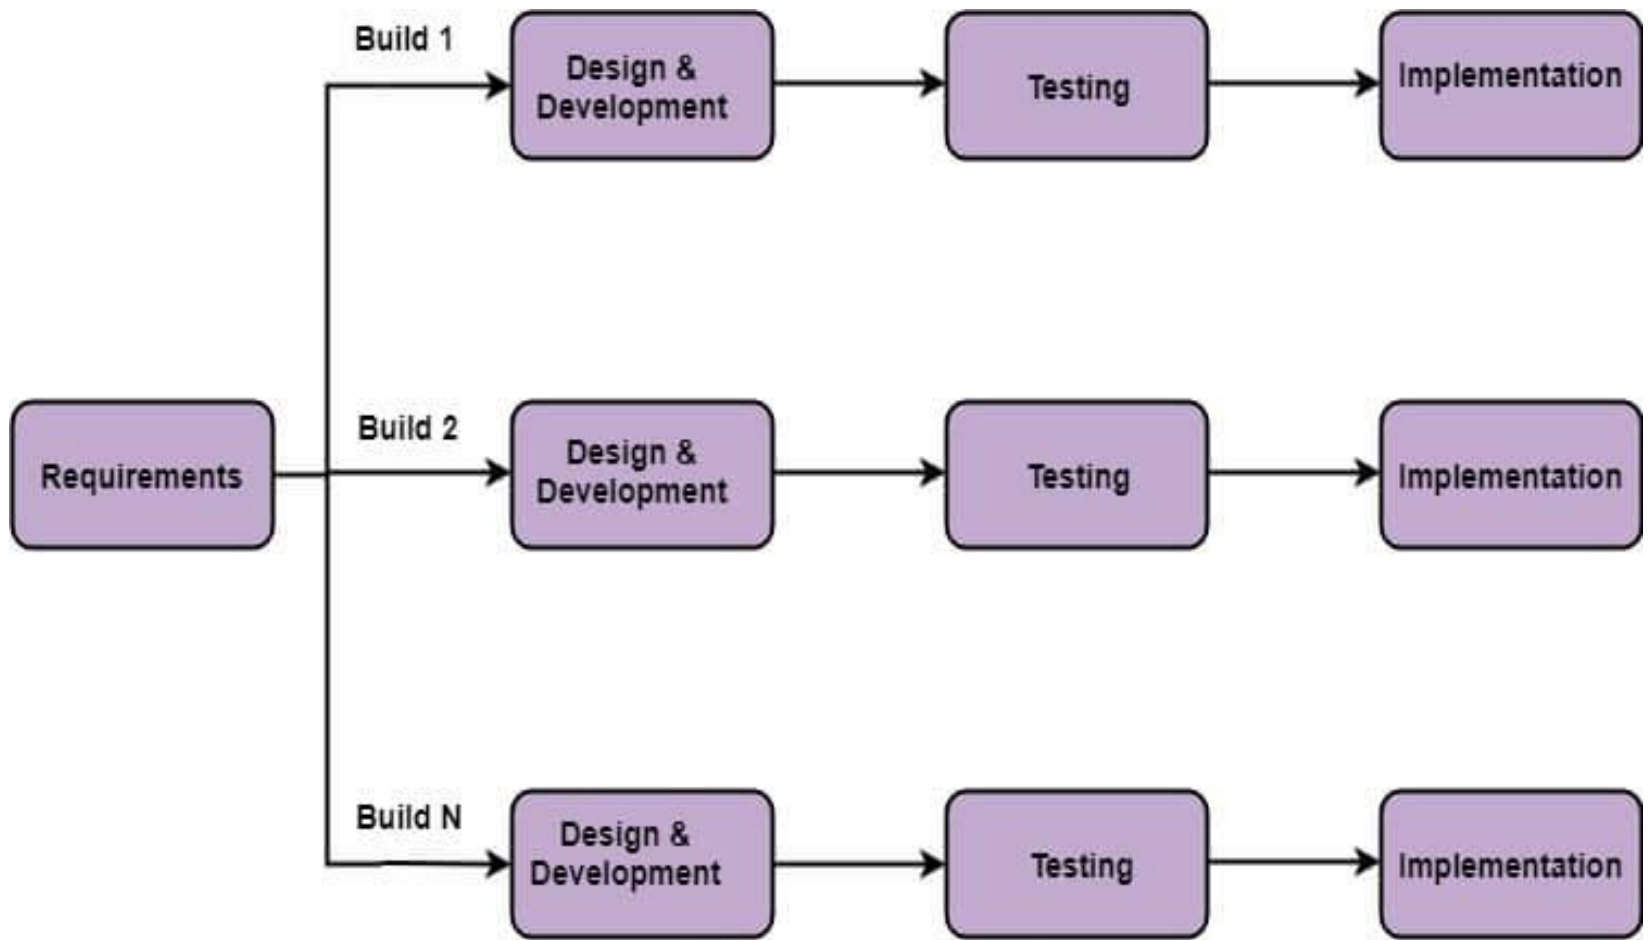 Build 1
Design &
Development
Testing
Implementation
Requirements
Build 2
Design &
Development
Testing
Implementation
Build N
Design &
Development
Testing
Implementation